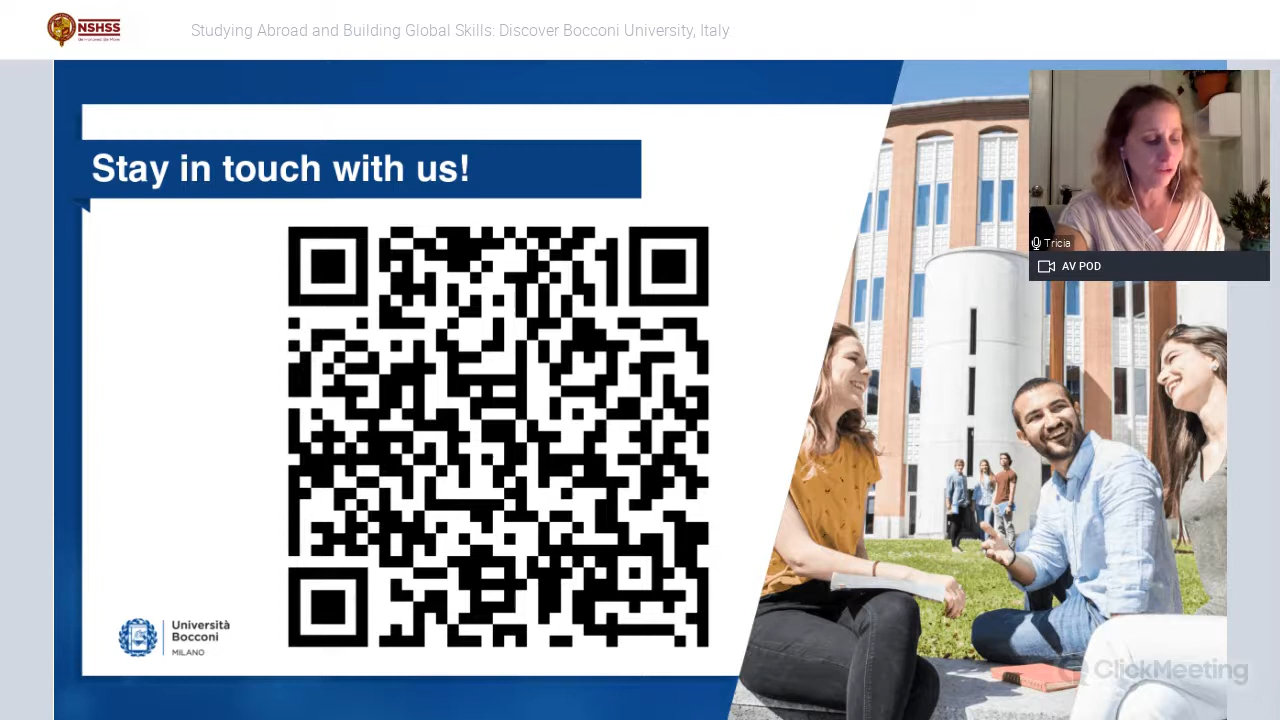 NSHSS
Studying Abroad and Building Global Skills: Discover Bocconi University, Italy
Stay in touch with us!
Tricia
AV POD
Università
Bocconi
MILANO
ClickMeeting